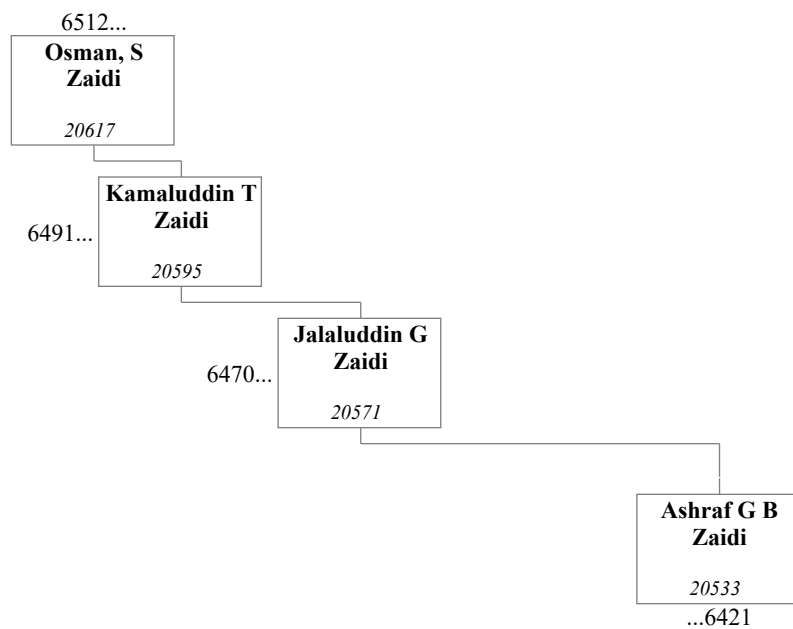 6512...
Osman, S
Zaidi
20617
Kamaluddin T
Zaidi
6491...
20595
Jalaluddin G
Zaidi
6470...
20571
Ashraf G B
Zaidi
20533
...6421